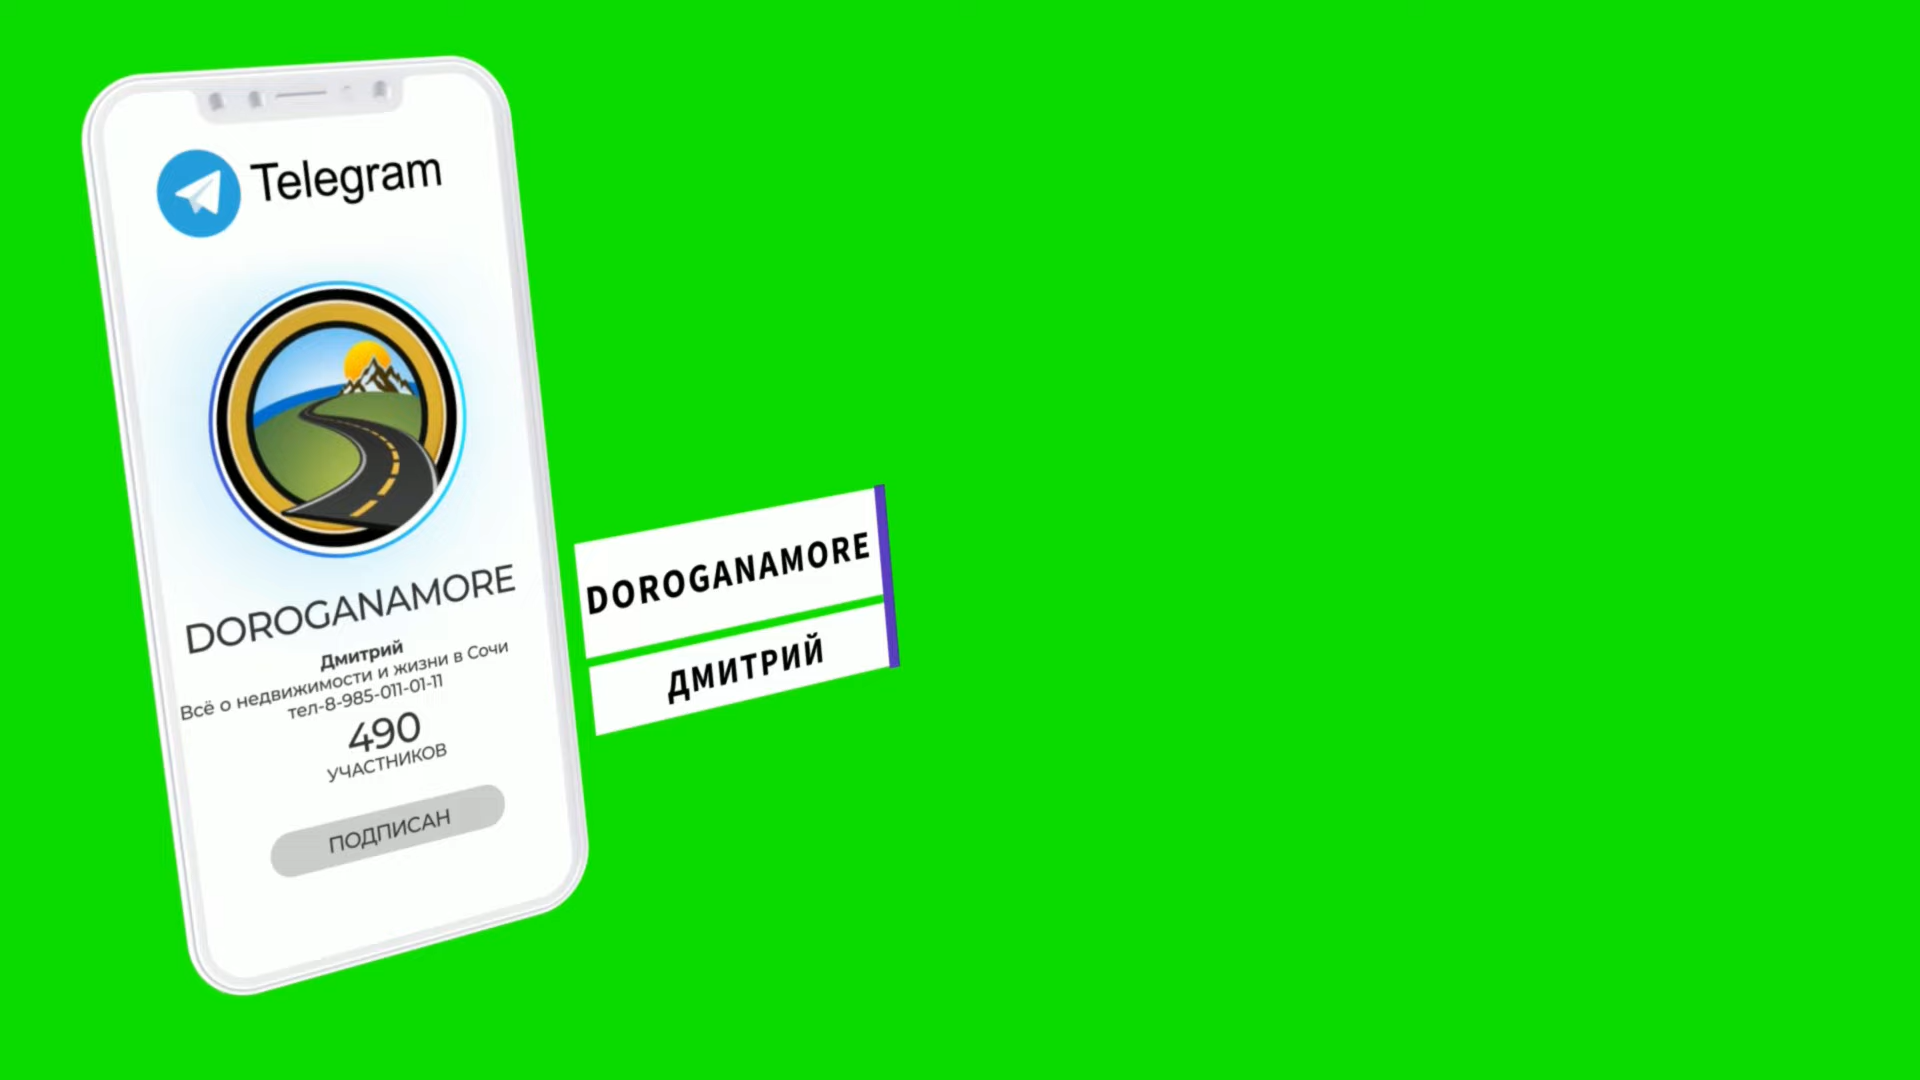 Telegram
DOROGANAMORE
Дмитрий
Всё о недвижимости и жизни в Сочи
тел-8-985-011-01-11
490
УЧАСТНИКОВ
ПОДПИСАН
DOROGANAMORE
ДМИТРИЙ